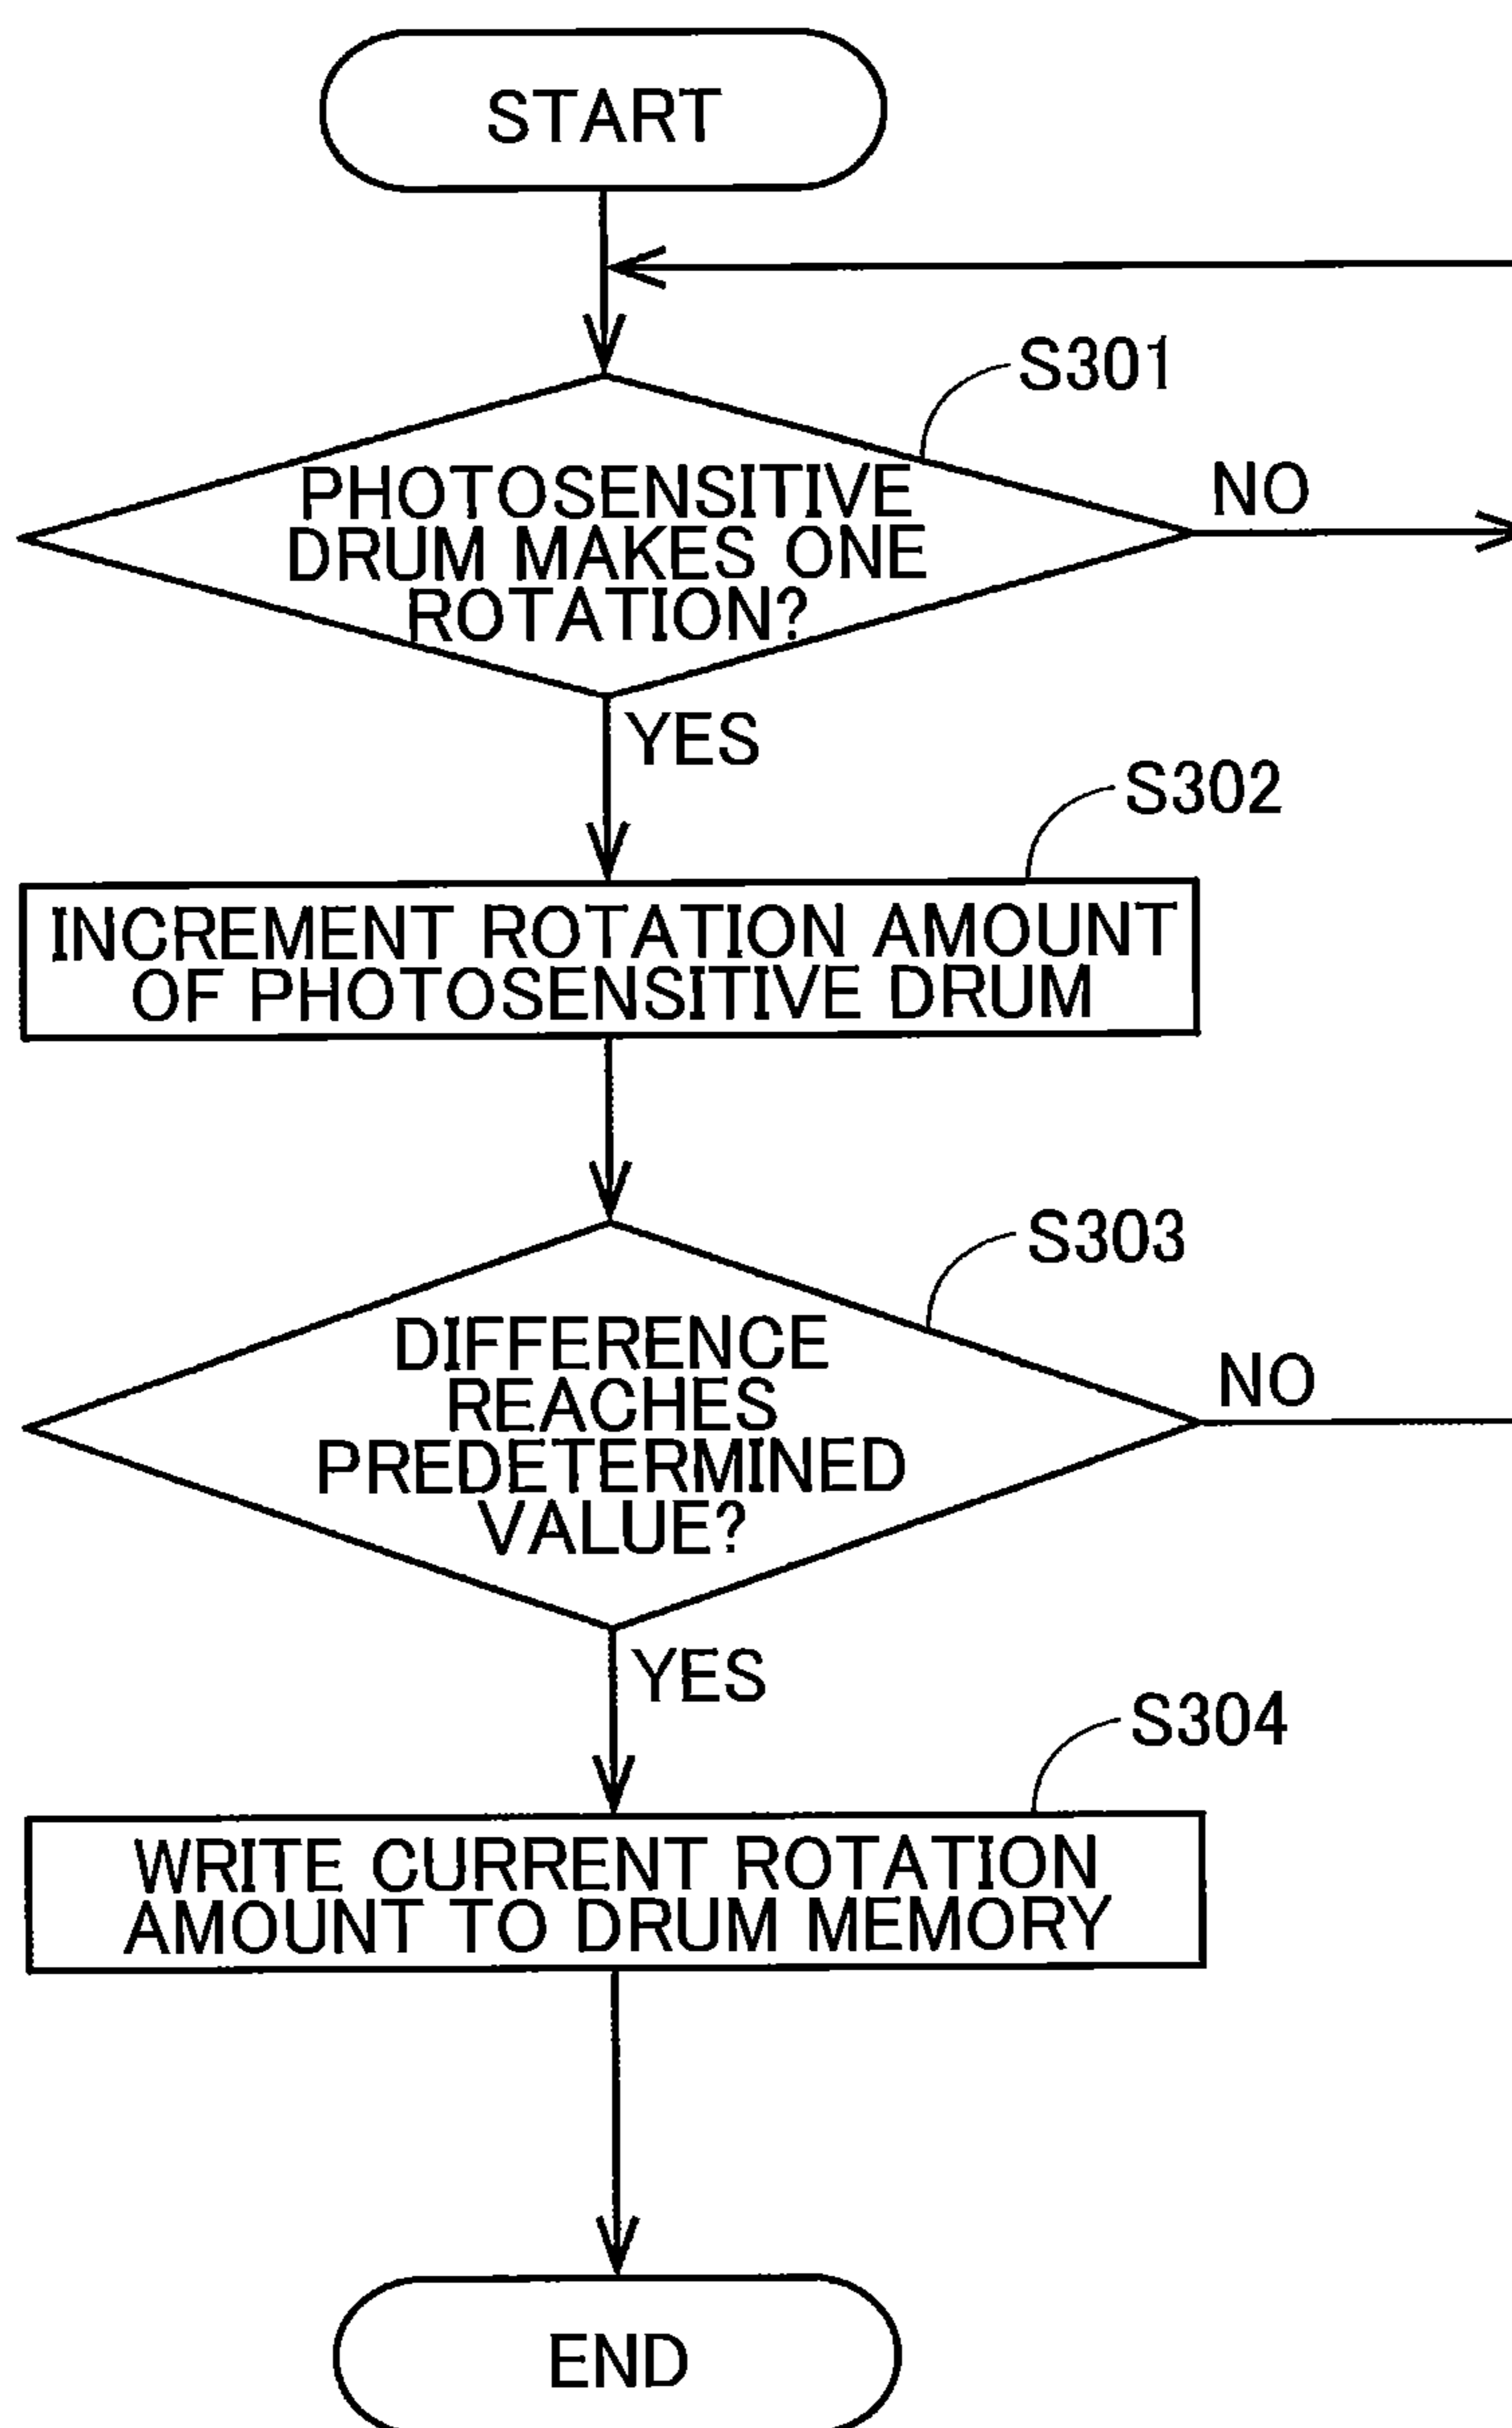 START
S301
PHOTOSENSITIVE
DRUM MAKES ONE
ROTATION?
NO
YES
S302
INCREMENT ROTATION AMOUNT
OF PHOTOSENSITIVE DRUM
S303
DIFFERENCE
REACHES
PREDETERMINED
VALUE?
NO
YES
S304
WRITE CURRENT ROTATION
AMOUNT TO DRUM MEMORY
END